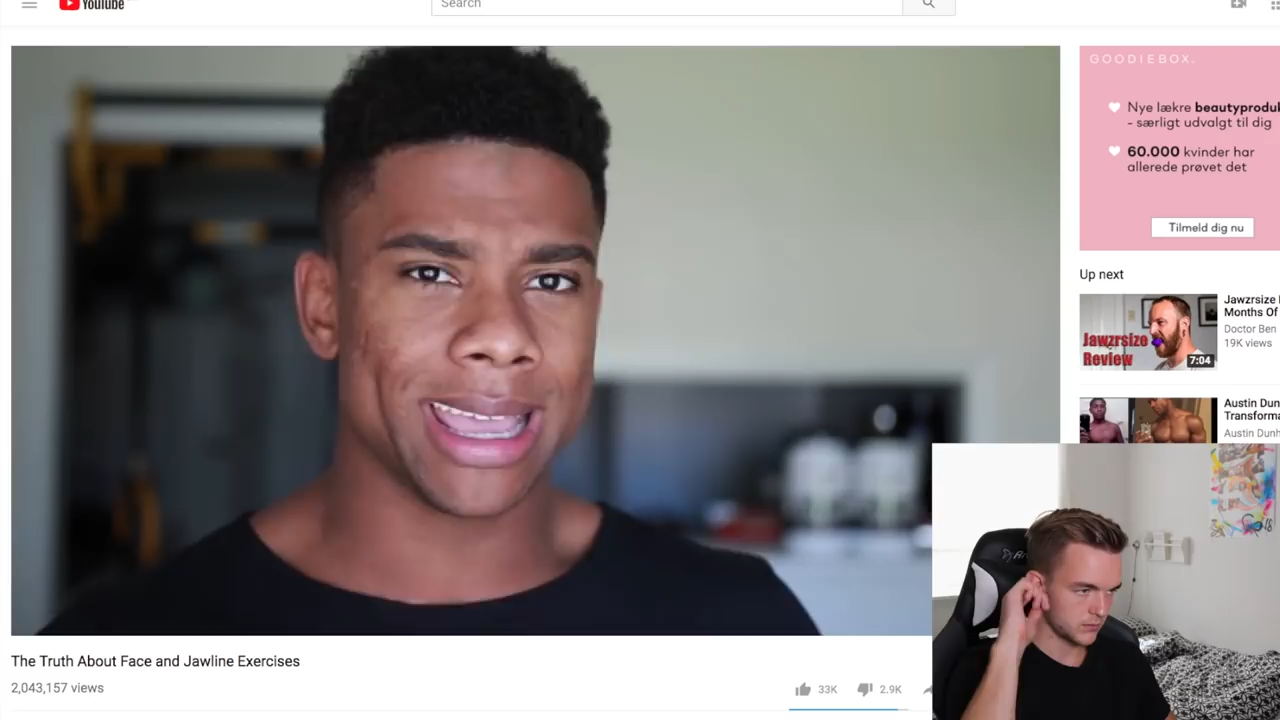 YouTube
Search
GOODIEBOX.
Nye lækre
- særligt udvalgt til dig
60.000 kvinder har
allerede prøvet det
Tilmeld dig nu
Up next
Jawzrsize
Review
7:04
Jawzrsize
Months Of
Doctor Ben
19K views
Austin Dun
Transforma
Austin Dunh
The Truth About Face and Jawline Exercises
2,043,157 views
33K
2.9K